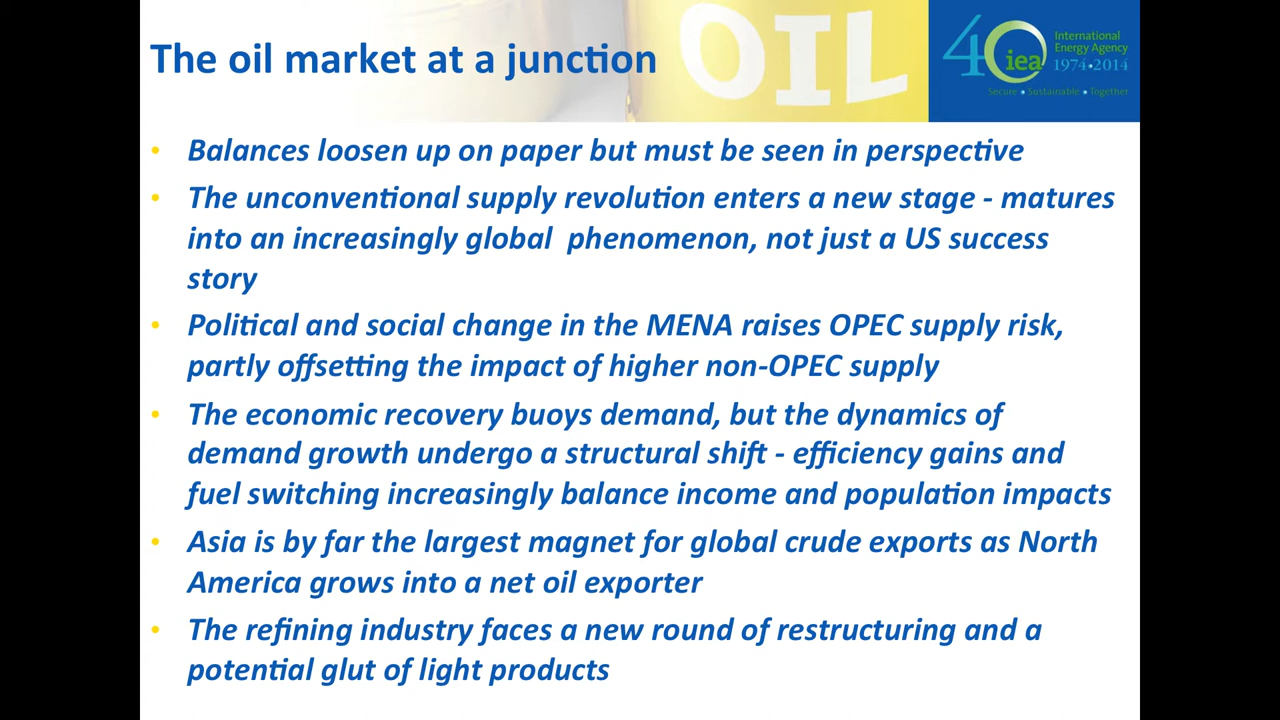 The oil market at a junction
OIL
40
iea
International
Energy Agency
1974•2014
Secure • Sustainable • Together
• Balances loosen up on paper but must be seen in perspective
• The unconventional supply revolution enters a new stage - matures
into an increasingly global phenomenon, not just a US success
story
• Political and social change in the MENA raises OPEC supply risk,
partly offsetting the impact of higher non-OPEC supply
• The economic recovery buoys demand, but the dynamics of
demand growth undergo a structural shift - efficiency gains and
fuel switching increasingly balance income and population impacts
• Asia is by far the largest magnet for global crude exports as North
America grows into a net oil exporter
• The refining industry faces a new round of restructuring and a
potential glut of light products